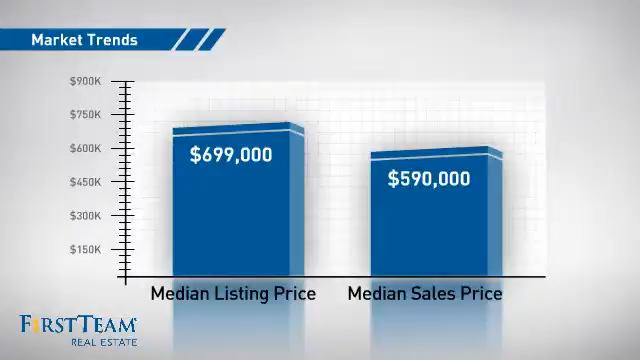 Market Trends
$900K
$750K
$600K
$450K
$300K
$150K
$699,000
$590,000
Median Listing Price
Median Sales Price
FIRSTTEAM®
REAL ESTATE